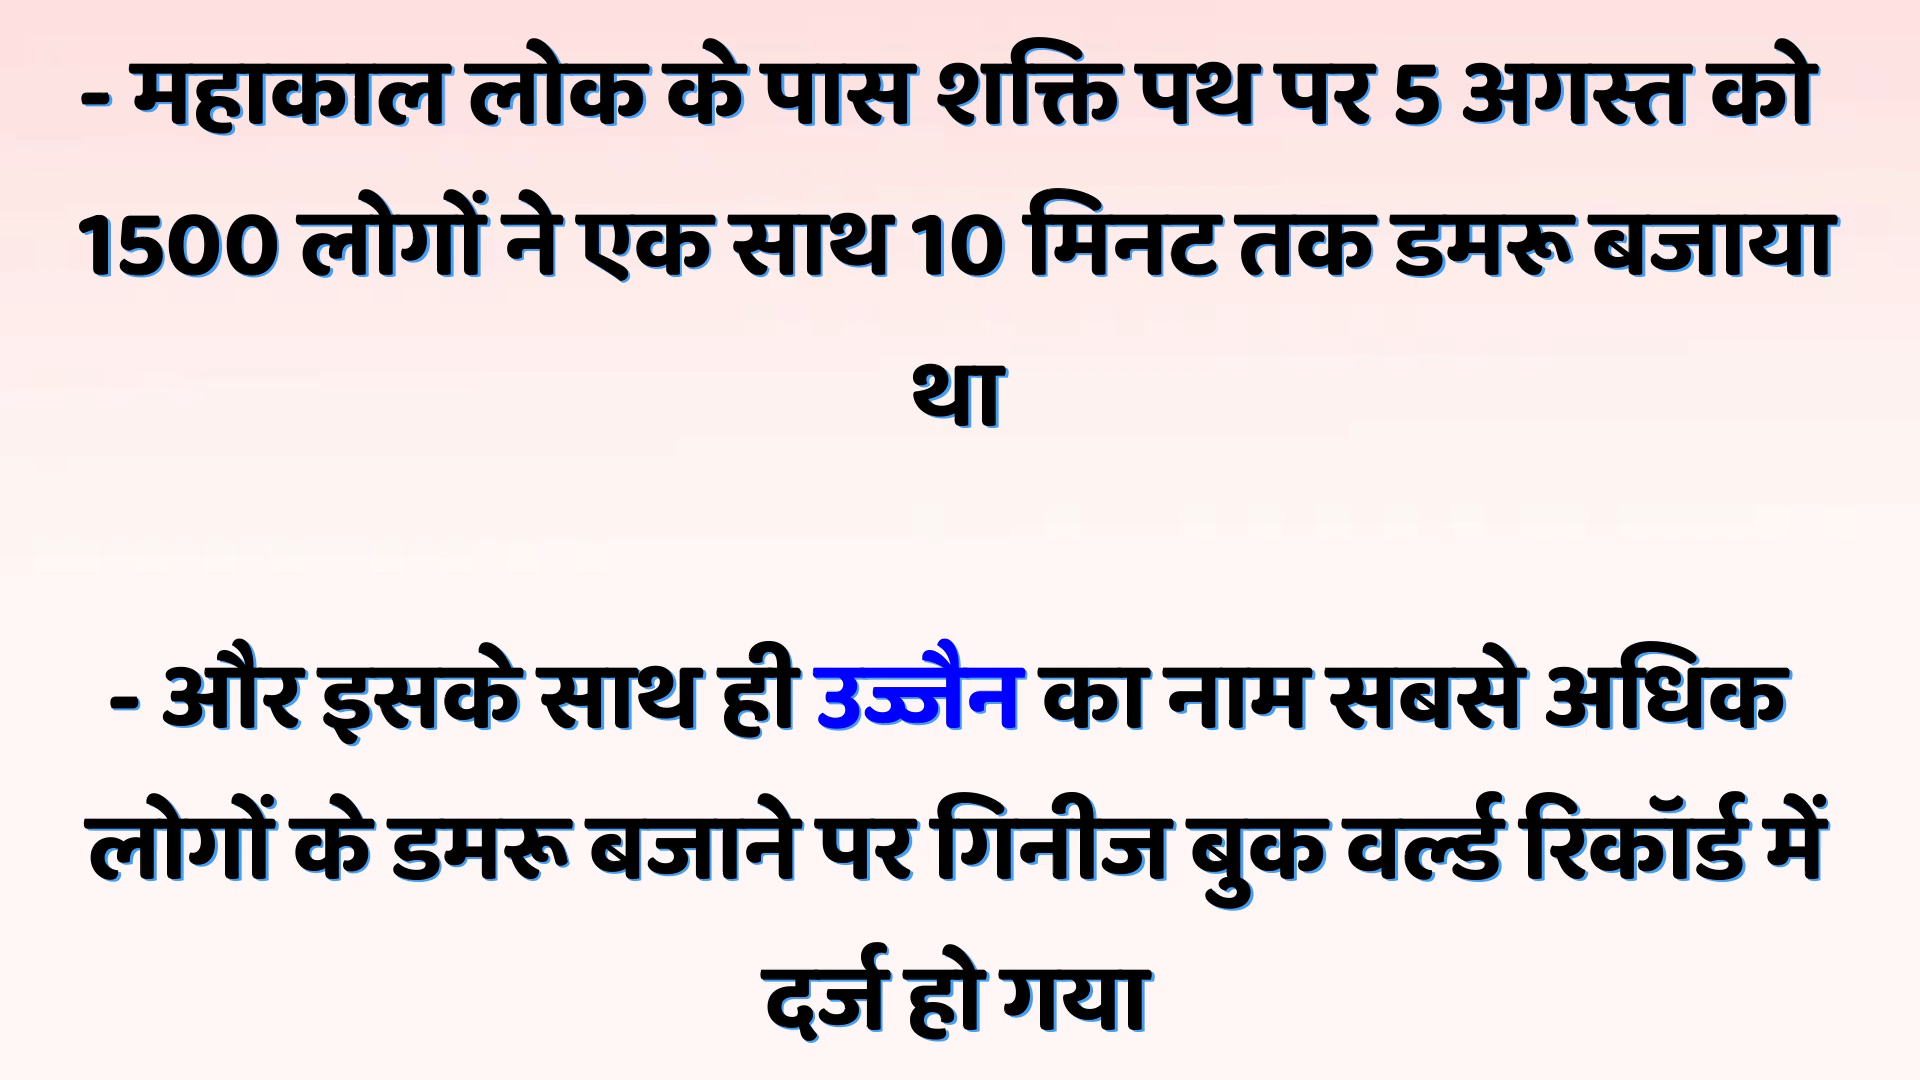 - महाकाल लोक के पास शक्ति पथ पर 5 अगस्त को
1500 लोगों ने एक साथ 10 मिनट तक डमरू बजाया
था
- और इसके साथ ही उज्जैन का नाम सबसे अधिक
लोगों के डमरू बजाने पर गिनीज बुक वर्ल्ड रिकॉर्ड में
दर्ज हो गया